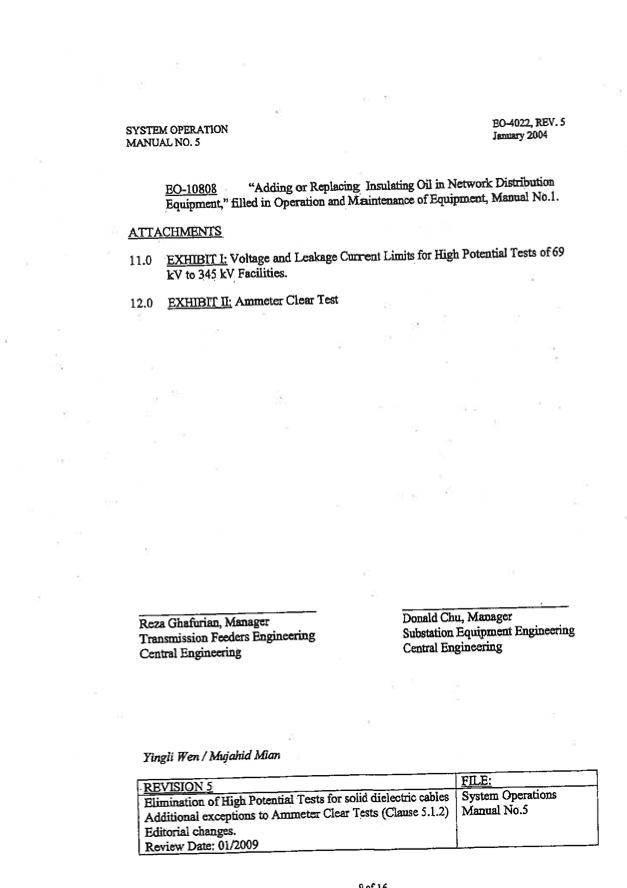 SYSTEM OPERATION
MANUAL NO. 5
EO-4022, REV. 5
January 2004
EO-10808 "Adding or Replacing Insulating Oil in Network Distribution
Equipment," filled in Operation and Maintenance of Equipment, Manual No.1.
ATTACHMENTS
11.0 EXHIBIT I: Voltage and Leakage Current Limits for High Potential Tests of 69
kV to 345 kV Facilities.
12.0 EXHIBIT II: Ammeter Clear Test
Reza Ghafurian, Manager
Transmission Feeders Engineering
Central Engineering
Donald Chu, Manager
Substation Equipment Engineering
Central Engineering
Yingli Wen / Mujahid Mian
REVISION 5
Elimination of High Potential Tests for solid dielectric cables
Additional exceptions to Ammeter Clear Tests (Clause 5.1.2)
Editorial changes.
Review Date: 01/2009
FILE:
System Operations
Manual No.5
9 of 16